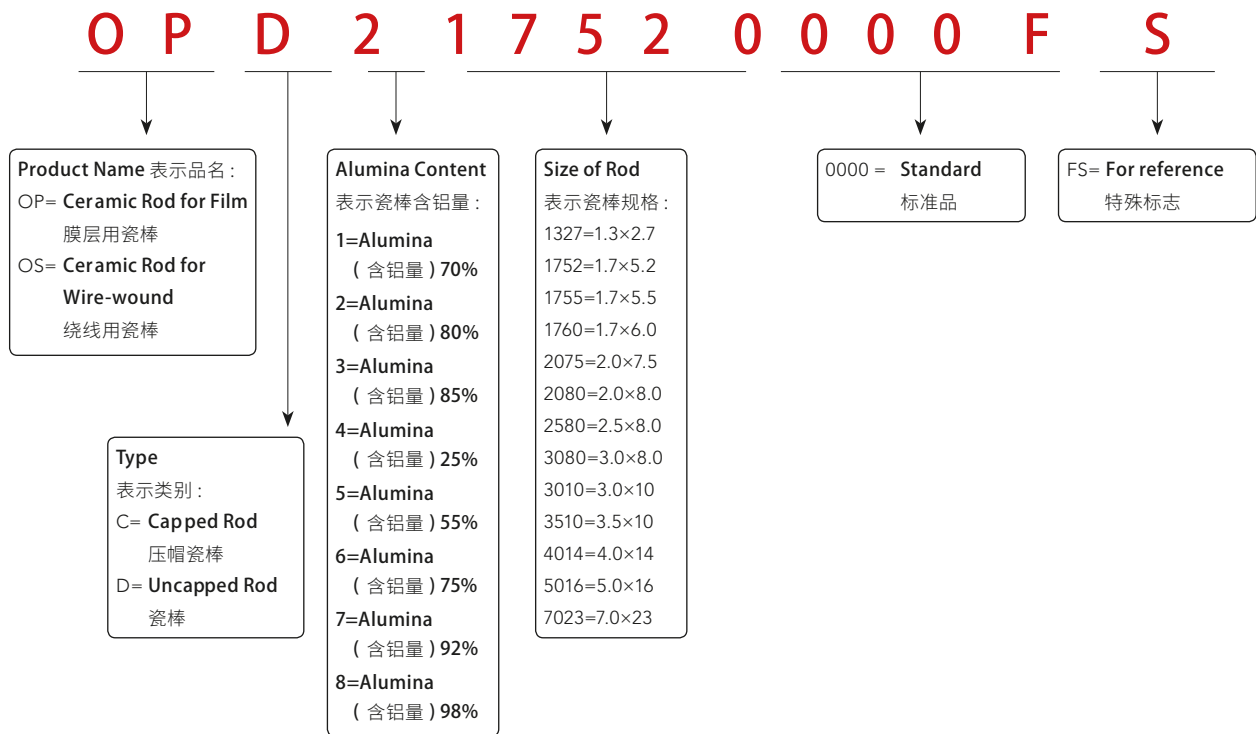 O P D 2 1 7 5 2 0 0 0 0 F S
Product Name 表示品名 :
OP= Ceramic Rod for Film
膜层用瓷棒
OS= Ceramic Rod for
Wire-wound
绕线用瓷棒
Type
表示类别 :
C= Capped Rod
压帽瓷棒
D= Uncapped Rod
瓷棒
Alumina Content
表示瓷棒含铝量 :
1=Alumina
( 含铝量 ) 70%
2=Alumina
( 含铝量 ) 80%
3=Alumina
( 含铝量 ) 85%
4=Alumina
( 含铝量 ) 25%
5=Alumina
( 含铝量 ) 55%
6=Alumina
( 含铝量 ) 75%
7=Alumina
( 含铝量 ) 92%
8=Alumina
( 含铝量 ) 98%
Size of Rod
表示瓷棒规格 :
1327=1.3×2.7
1752=1.7×5.2
1755=1.7×5.5
1760=1.7×6.0
2075=2.0×7.5
2080=2.0×8.0
2580=2.5×8.0
3080=3.0×8.0
3010=3.0×10
3510=3.5×10
4014=4.0×14
5016=5.0×16
7023=7.0×23
0000 = Standard
标准品
FS= For reference
特殊标志